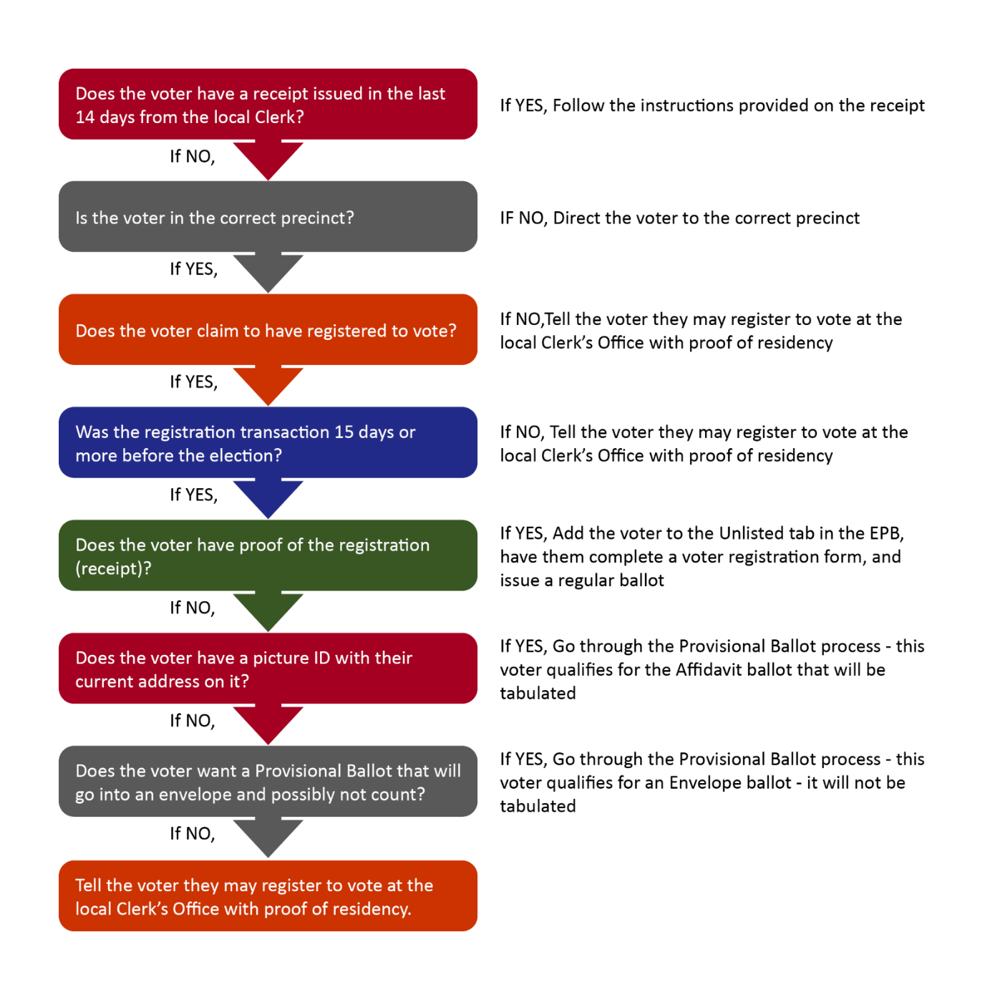 Does the voter have a receipt issued in the last
14 days from the local Clerk?
If YES, Follow the instructions provided on the receipt
If NO,
Is the voter in the correct precinct?
IF NO, Direct the voter to the correct precinct
If YES,
Does the voter claim to have registered to vote?
If NO,Tell the voter they may register to vote at the
local Clerk’s Office with proof of residency
If YES,
Was the registration transaction 15 days or
more before the election?
If NO, Tell the voter they may register to vote at the
local Clerk’s Office with proof of residency
If YES,
Does the voter have proof of the registration
(receipt)?
If YES, Add the voter to the Unlisted tab in the EPB,
have them complete a voter registration form, and
issue a regular ballot
If NO,
Does the voter have a picture ID with their
current address on it?
If YES, Go through the Provisional Ballot process - this
voter qualifies for the Affidavit ballot that will be
tabulated
If NO,
Does the voter want a Provisional Ballot that will
go into an envelope and possibly not count?
If YES, Go through the Provisional Ballot process - this
voter qualifies for an Envelope ballot - it will not be
tabulated
If NO,
Tell the voter they may register to vote at the
local Clerk’s Office with proof of residency.